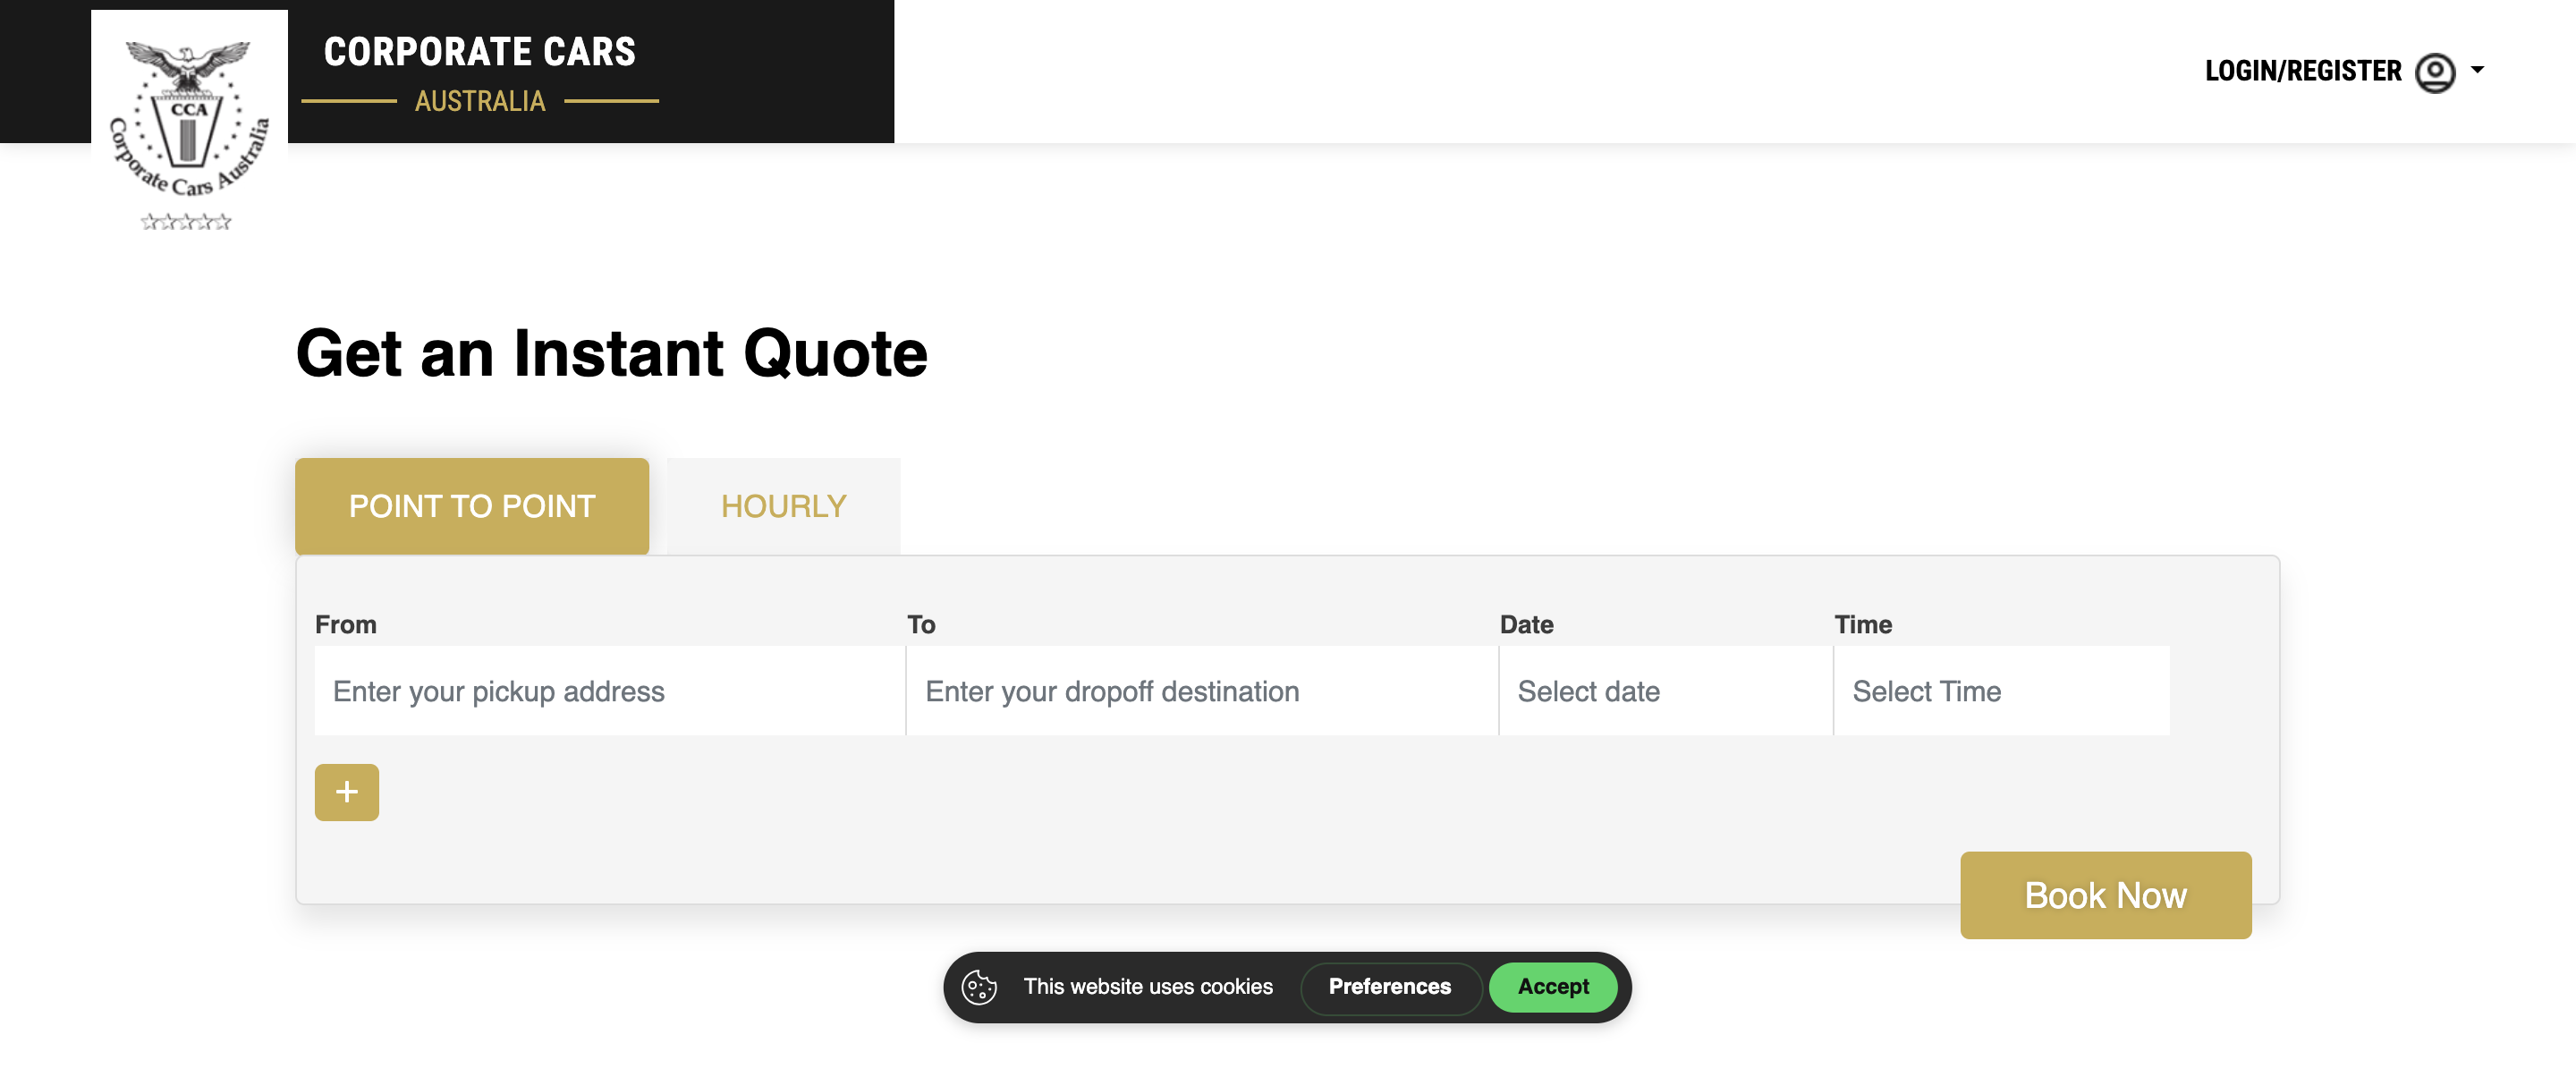 CORPORATE CARS
AUSTRALIA
CCA
Corporate Cars Australia
LOGIN/REGISTER
Get an Instant Quote
POINT TO POINT
HOURLY
From
To
Date
Time
Enter your pickup address
Enter your dropoff destination
Select date
Select Time
+
Book Now
This website uses cookies
Preferences
Accept